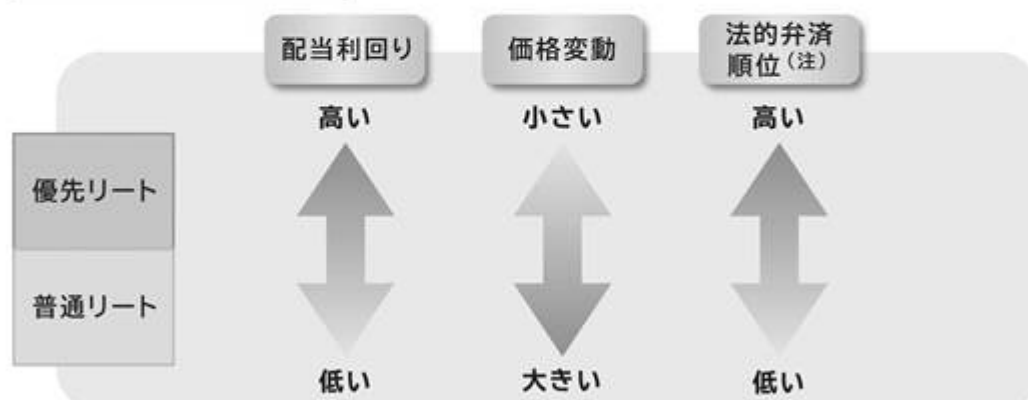 配当利回り
価格変動
法的弁済
順位(注)
高い
小さい
高い
優先リート
普通リート
低い
大きい
低い